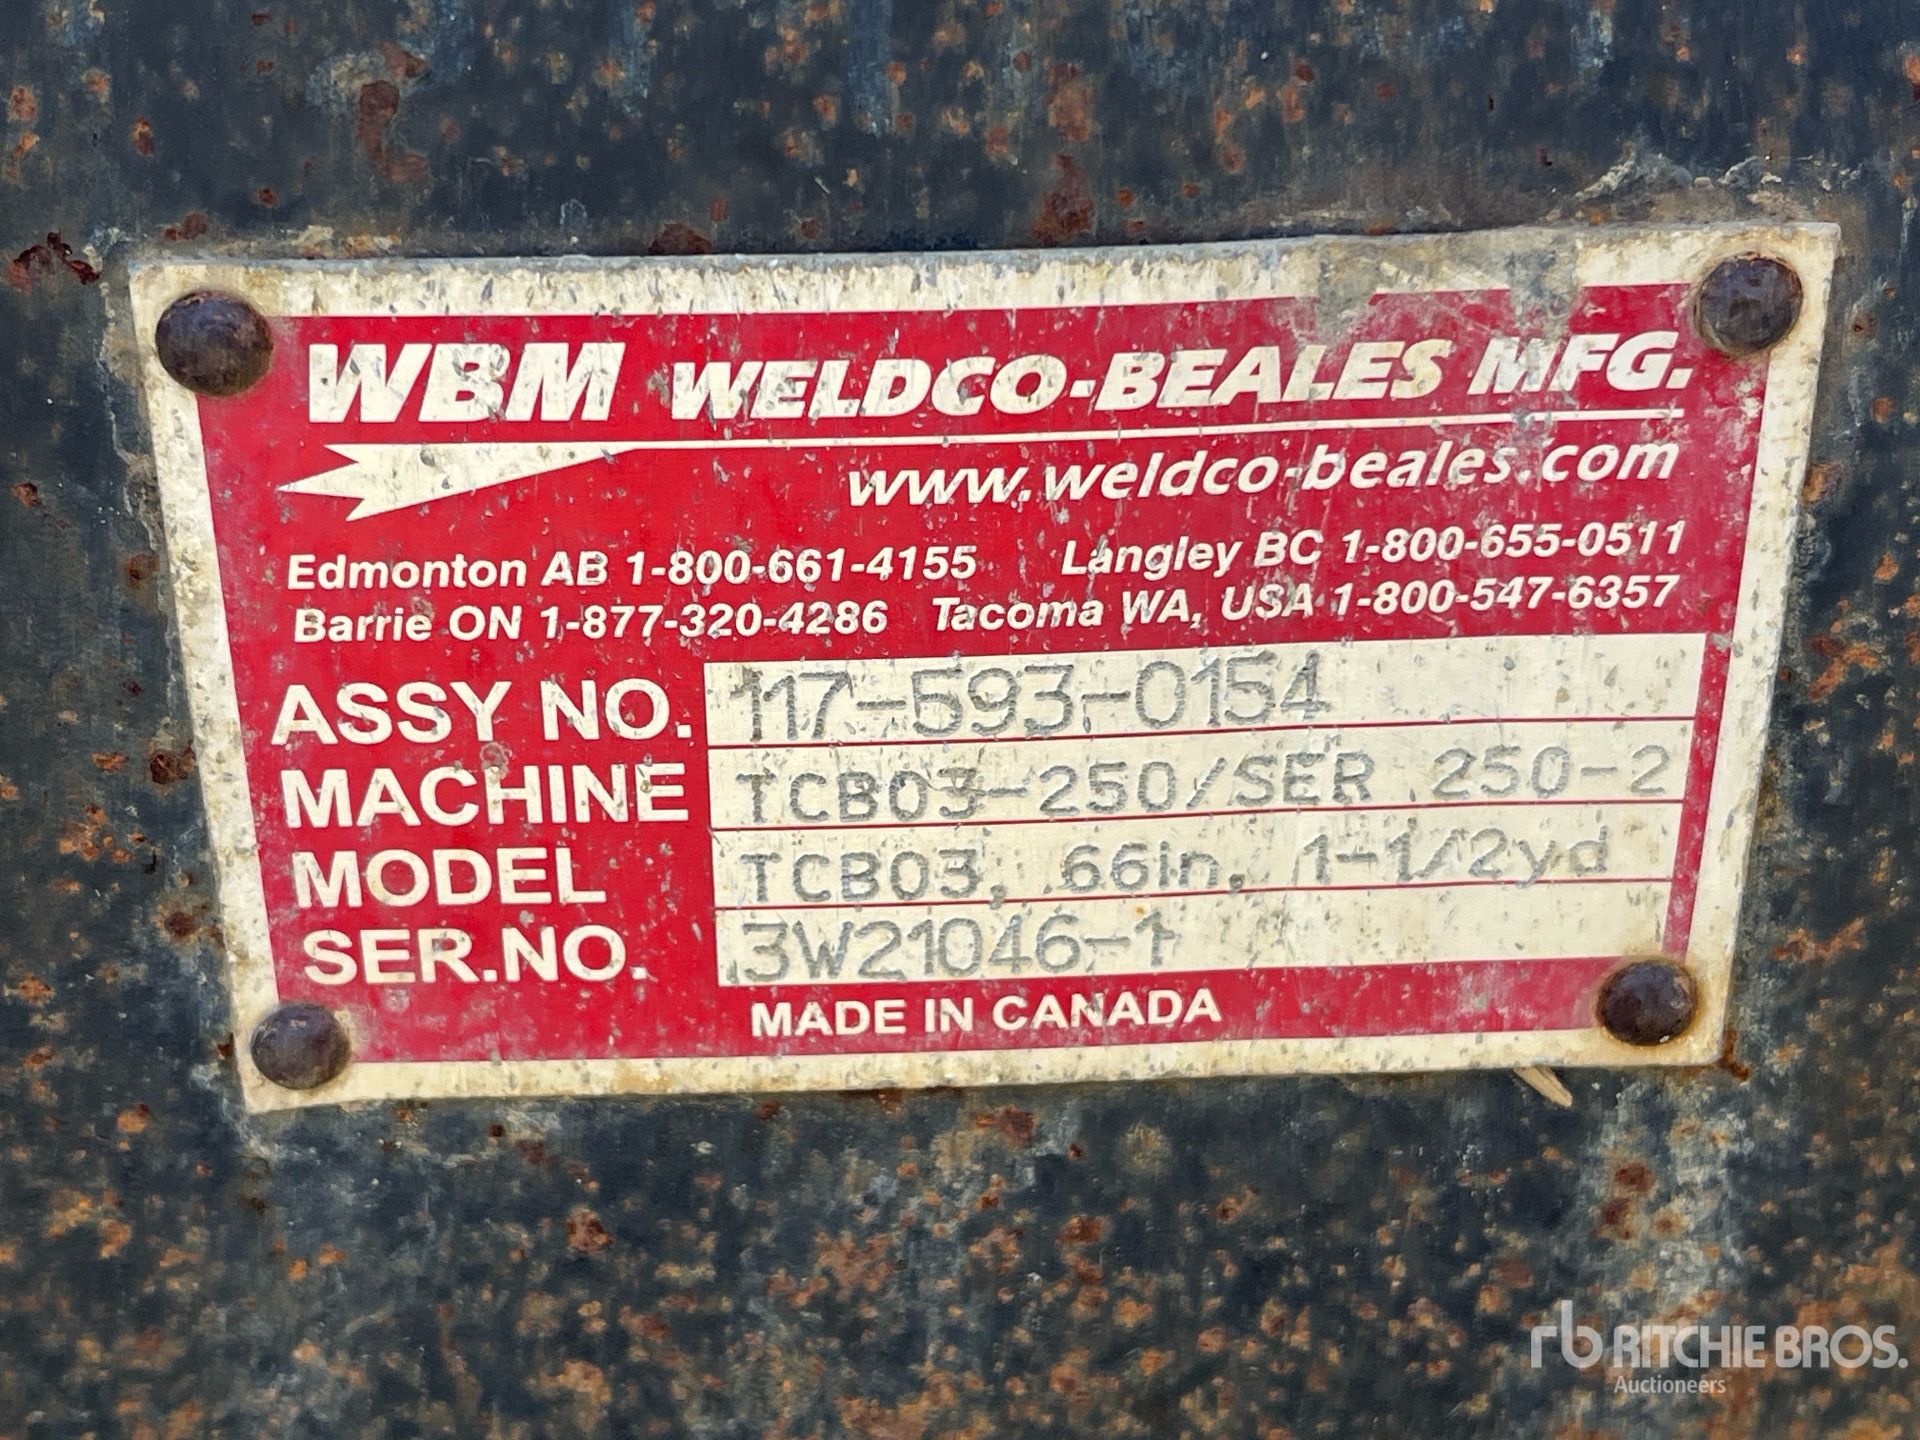 WBM WELDCO-BEALES MFG.
www.weldco-beales.com
Edmonton AB 1-800-661-4155 Langley BC 1-800-655-0511
Barrie ON 1-877-320-4286 Tacoma WA, USA 1-800-547-6357
ASSY NO. 117-593-0154
MACHINE TCB03-250/SER 250-2
MODEL TCB03, 66in, 1-1/2yd
SER.NO. 3W21046-1
MADE IN CANADA
rb RITCHIE BROS.
Auctioneers